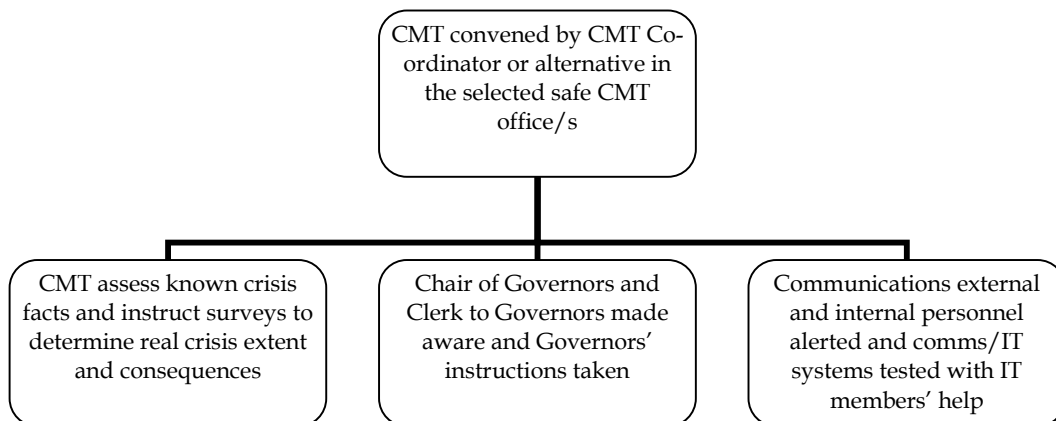 CMT convened by CMT Co-
ordinator or alternative in
the selected safe CMT
office/s
CMT assess known crisis
facts and instruct surveys to
determine real crisis extent
and consequences
Chair of Governors and
Clerk to Governors made
aware and Governors’
instructions taken
Communications external
and internal personnel
alerted and comms/IT
systems tested with IT
members’ help